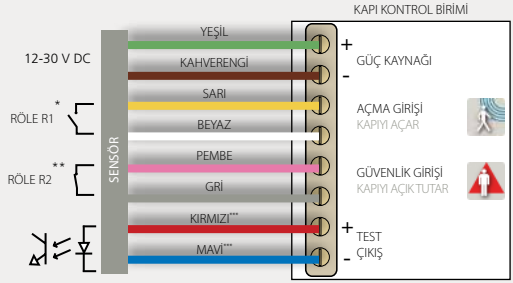 KAPI KONTROL BİRİMİ
12-30 V DC
YEŞİL
+
GÜÇ KAYNAĞI
KAHVERENGİ
-
RÖLE R1
*
SARI
AÇMA GİRİŞİ
KAPIYI AÇAR
BEYAZ
SENSÖR
RÖLE R2
**
PEMBE
GÜVENLİK GİRİŞİ
KAPIYI AÇIK TUTAR
GRİ
KIRMIZI***
+
TEST
ÇIKIŞ
MAVİ***
-